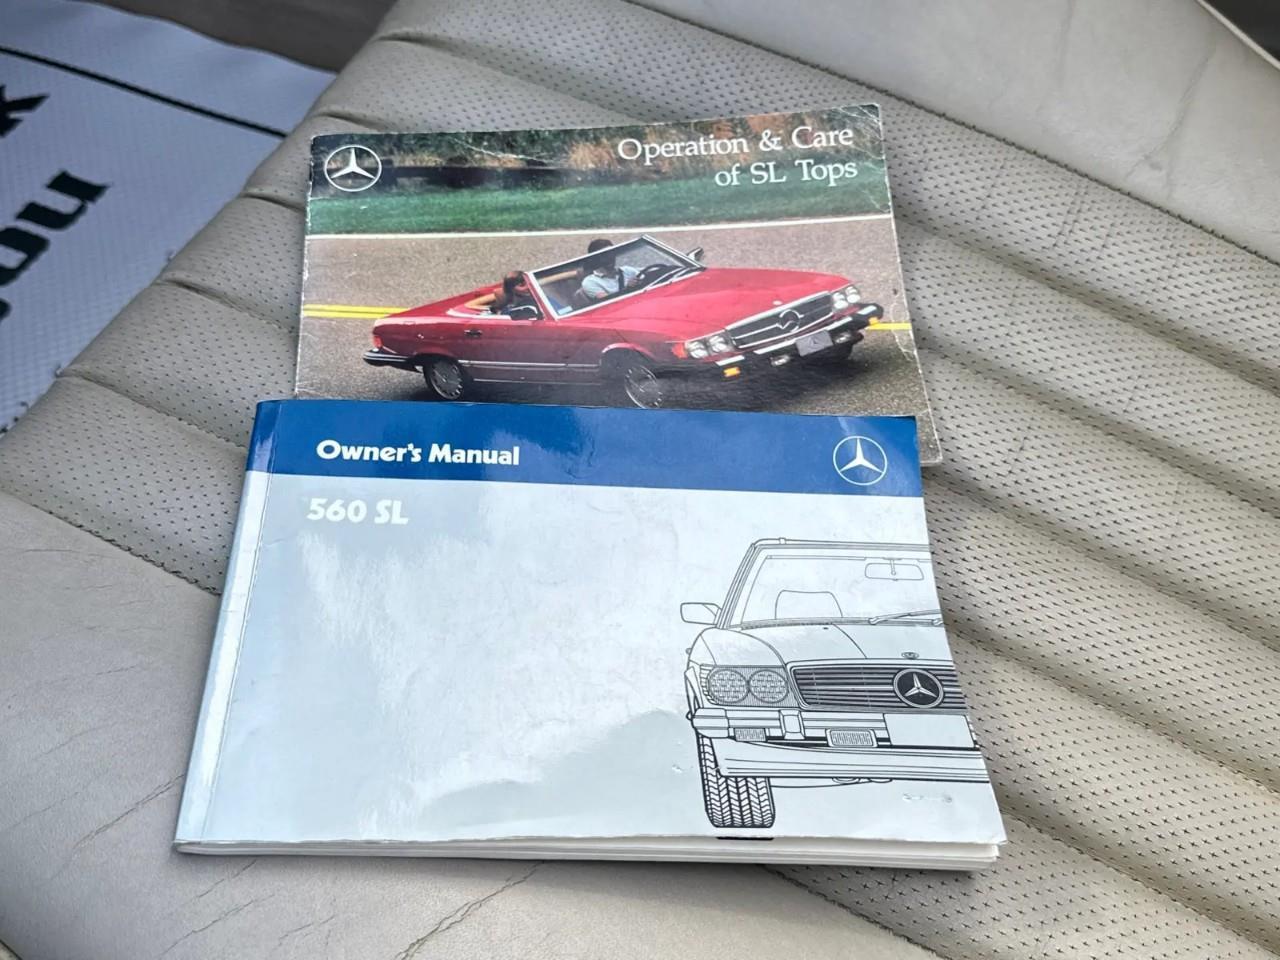 Operation & Care
of SL Tops
Owner's Manual
560 SL